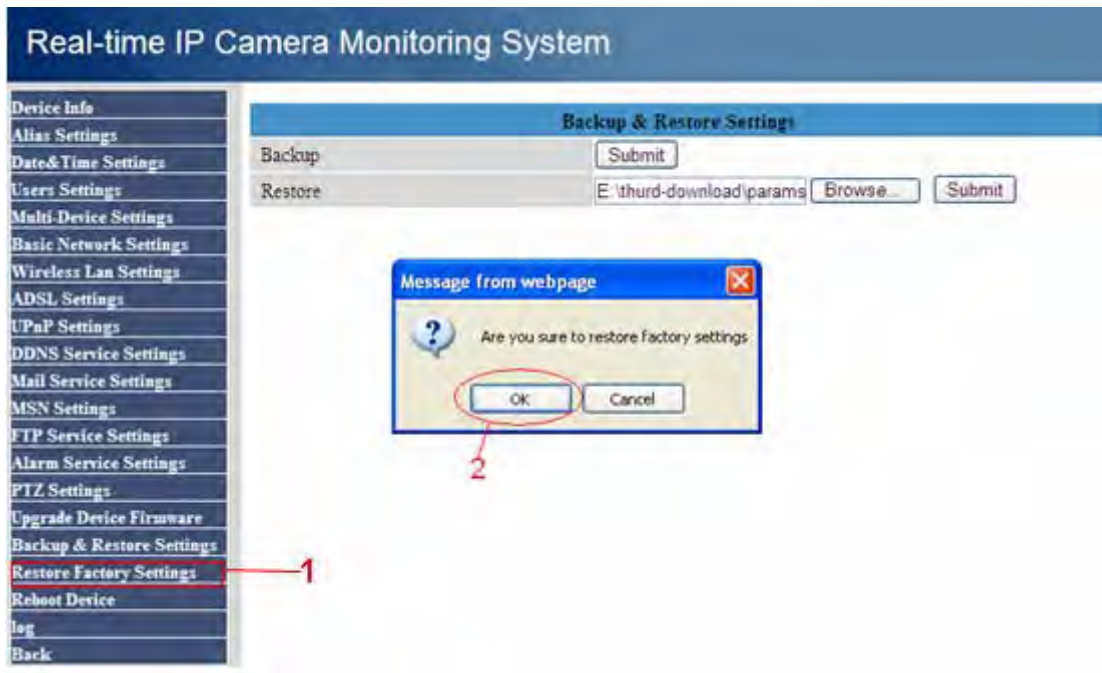 Real-time IP Camera Monitoring System
Device Info
Alias Settings
Date&Time Settings
Users Settings
Multi-Device Settings
Basic Network Settings
Wireless Lan Settings
ADSL Settings
UPnP Settings
DDNS Service Settings
Mail Service Settings
MSN Settings
FTP Service Settings
Alarm Service Settings
PTZ Settings
Upgrade Device Firmware
Backup & Restore Settings
Restore Factory Settings
Reboot Device
log
Back
Backup & Restore Settings
Backup Submit
Restore E:\thurd-download\params Browse... Submit
Message from webpage
Are you sure to restore factory settings
OK Cancel
2
1